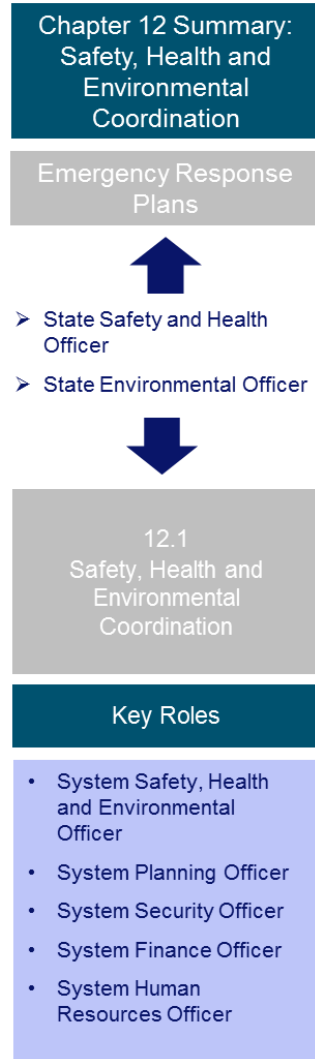 Chapter 12 Summary:
Safety, Health and
Environmental
Coordination
Emergency Response
Plans
➢ State Safety and Health
Officer
➢ State Environmental Officer
12.1
Safety, Health and
Environmental
Coordination
Key Roles
• System Safety, Health
and Environmental
Officer
• System Planning Officer
• System Security Officer
• System Finance Officer
• System Human
Resources Officer